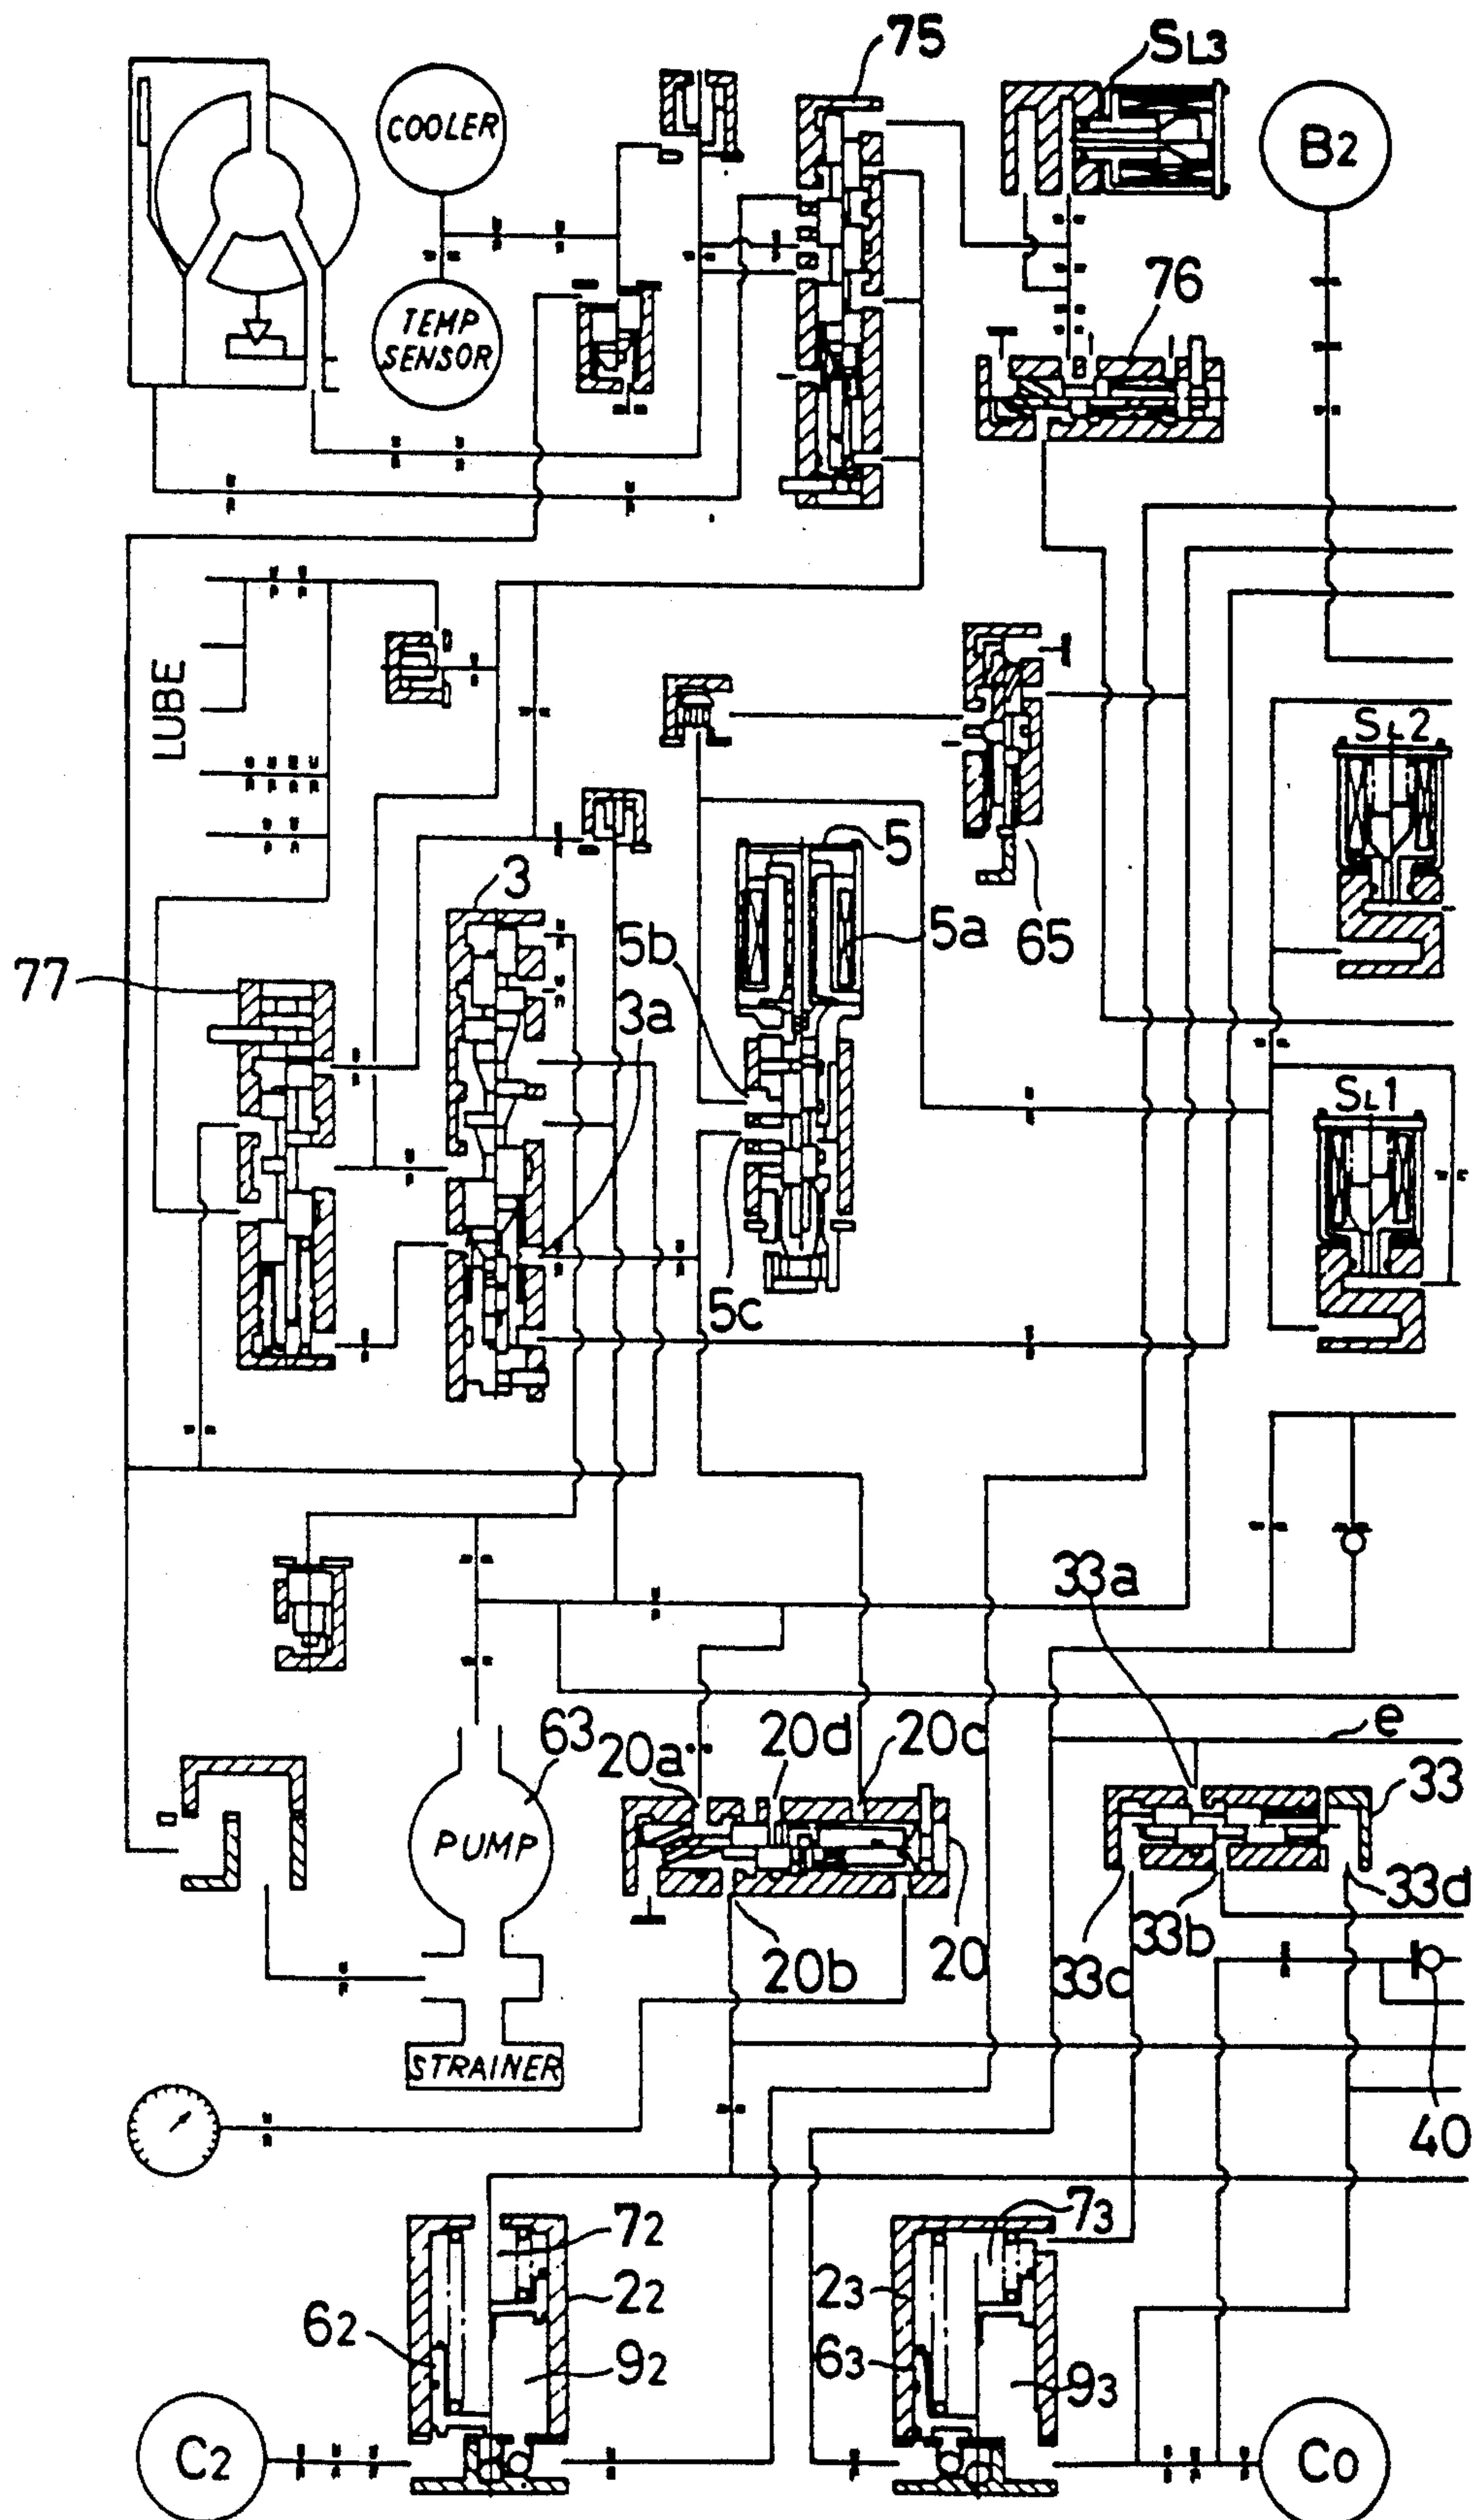 75
SL3
COOLER
B2
TEMP
SENSOR
76
LUBE
SL2
5
3
5b
5a
65
77
3a
SL1
5c
33a
63
20a
20d
20c
e
33
PUMP
33d
33b
20b
20
33c
STRAINER
40
72
73
22
23
62
92
63
93
C2
C0